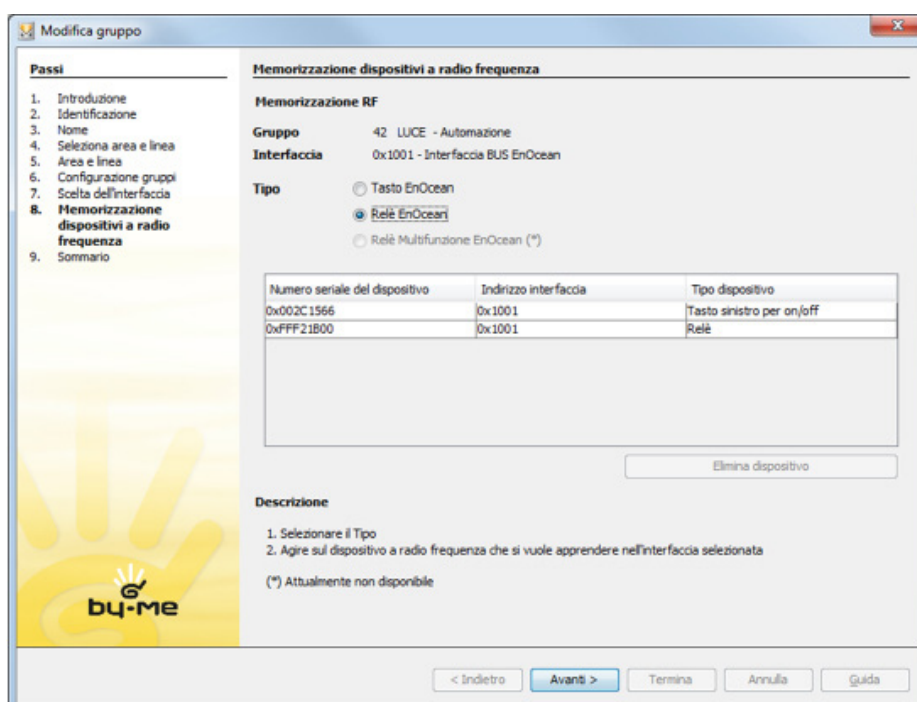 Modifica gruppo
Passi
1. Introduzione
2. Identificazione
3. Nome
4. Seleziona area e linea
5. Area e linea
6. Configurazione gruppi
7. Scelta dell'interfaccia
8. Memorizzazione
dispositivi a radio
frequenza
9. Sommario
by-me
Memorizzazione dispositivi a radio frequenza
Memorizzazione RF
Gruppo 42 LUCE - Automazione
Interfaccia 0x1001 - Interfaccia BUS EnOcean
Tipo Tasto EnOcean
Relè EnOcean
Relè Multifunzione EnOcean (*)
Numero seriale del dispositivo Indirizzo interfaccia Tipo dispositivo
0x002C1566 0x1001 Tasto sinistro per on/off
0xFFF21B00 0x1001 Relè
Elimina dispositivo
Descrizione
1. Selezionare il Tipo
2. Agire sul dispositivo a radio frequenza che si vuole apprendere nell'interfaccia selezionata
(*) Attualmente non disponibile
< Indietro Avanti > Termina Annulla Guida